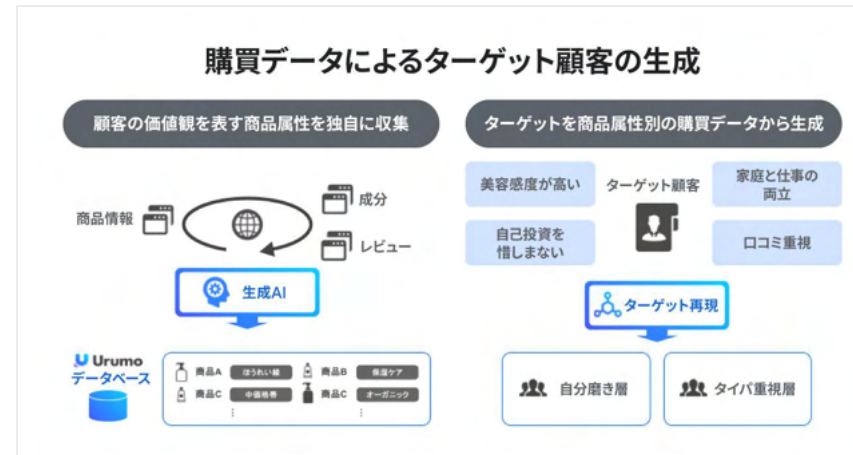 購買データによるターゲット顧客の生成
顧客の価値観を表す商品属性を独自に収集
商品情報
成分
レビュー
生成AI
Urumo
データベース
商品A ほうれい線 商品B 保湿ケア
商品C 中価格帯 商品C オーガニック
⋮ ⋮
ターゲットを商品属性別の購買データから生成
美容感度が高い
ターゲット顧客
家庭と仕事の
両立
自己投資を
惜しまない
口コミ重視
ターゲット再現
自分磨き層
タイパ重視層